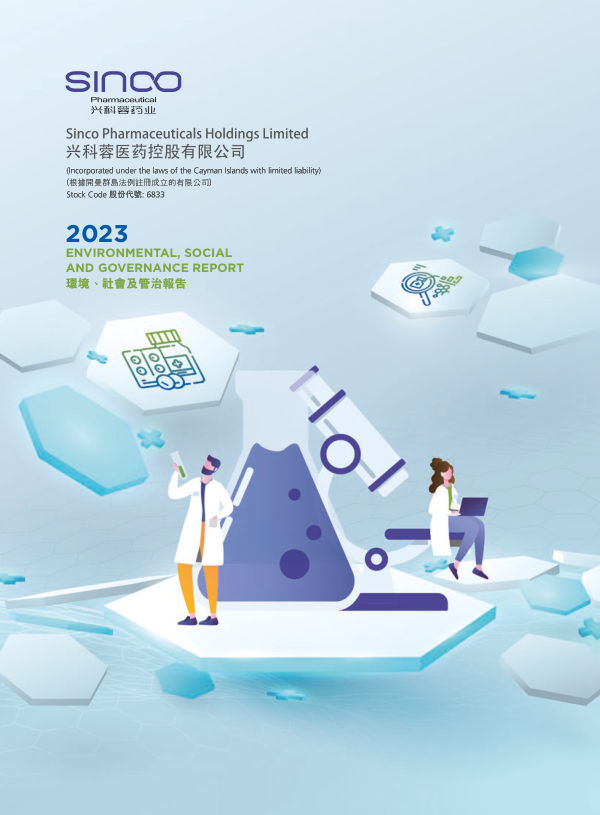 SINCO
Pharmaceutical
兴科蓉药业
Sinco Pharmaceuticals Holdings Limited
兴科蓉医药控股有限公司
(Incorporated under the laws of the Cayman Islands with limited liability)
(根據開曼群島法例註冊成立的有限公司)
Stock Code 股份代號: 6833
2023
ENVIRONMENTAL, SOCIAL
AND GOVERNANCE REPORT
環境、社會及管治報告